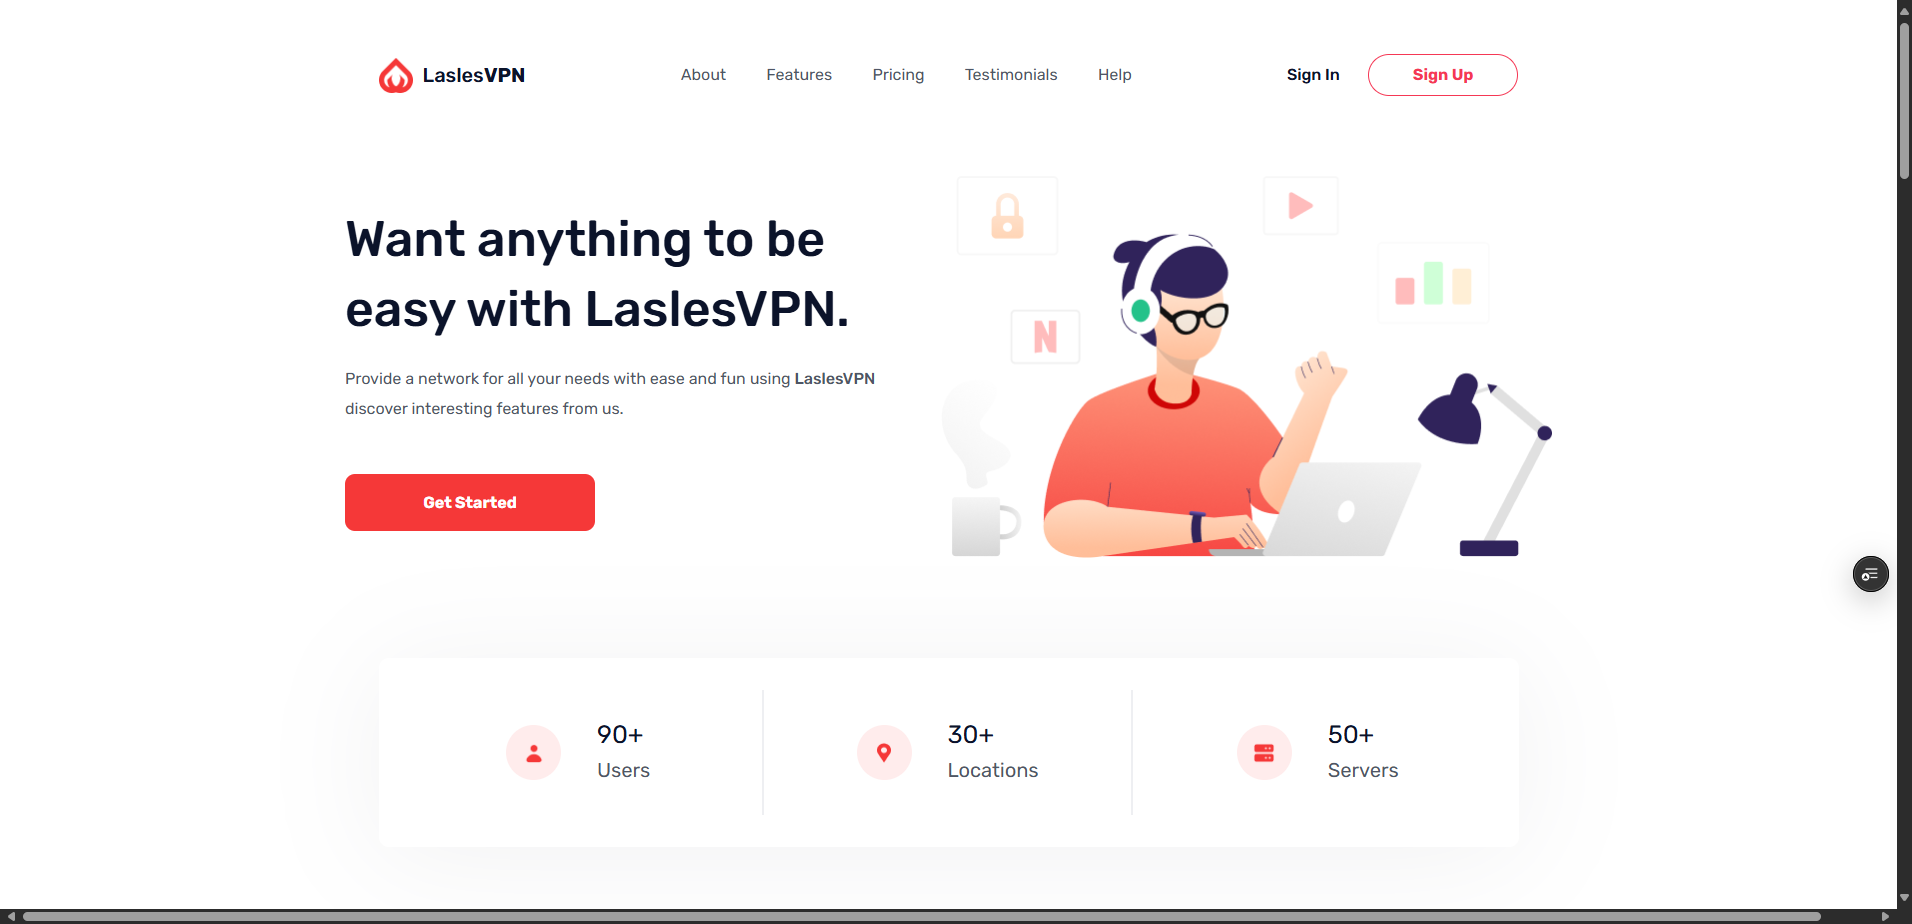 LaslesVPN
About
Features
Pricing
Testimonials
Help
Sign In
Sign Up
Want anything to be
easy with LaslesVPN.
Provide a network for all your needs with ease and fun using LaslesVPN
discover interesting features from us.
Get Started
N
90+
Users
30+
Locations
50+
Servers